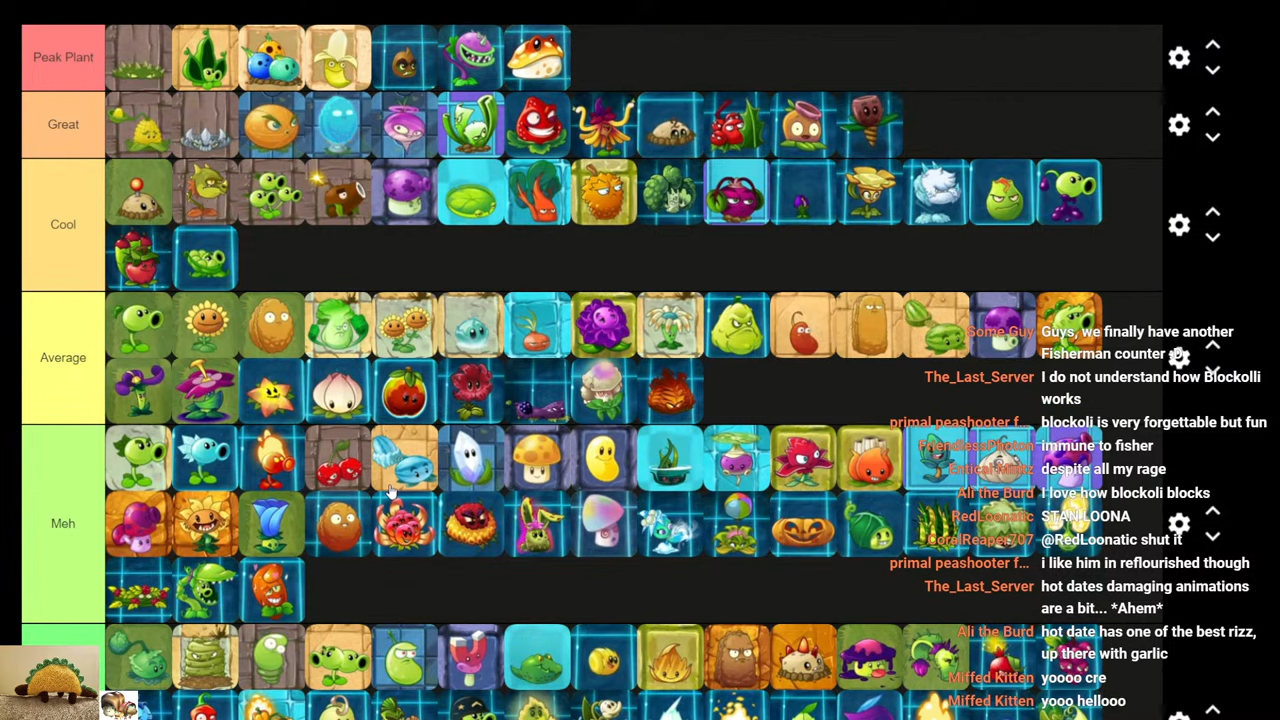 Peak Plant
Great
Cool
Average
Meh
Some Guy Guys, we finally have another
Fisherman counter
The_Last_Server I do not understand how Blockolli
works
primal peashooter f... blockoli is very forgettable but fun
FriendlessPhoton immune to fisher
despite all my rage
Ali the Burd I love how blockoli blocks
RedLoonatic STAN LOONA
CoralReaper707 @RedLoonatic shut it
primal peashooter f... i like him in reflourished though
The_Last_Server hot dates damaging animations
are a bit... *Ahem*
Ali the Burd hot date has one of the best rizz,
up there with garlic
Miffed Kitten yoooo cre
Miffed Kitten yooo hellooo